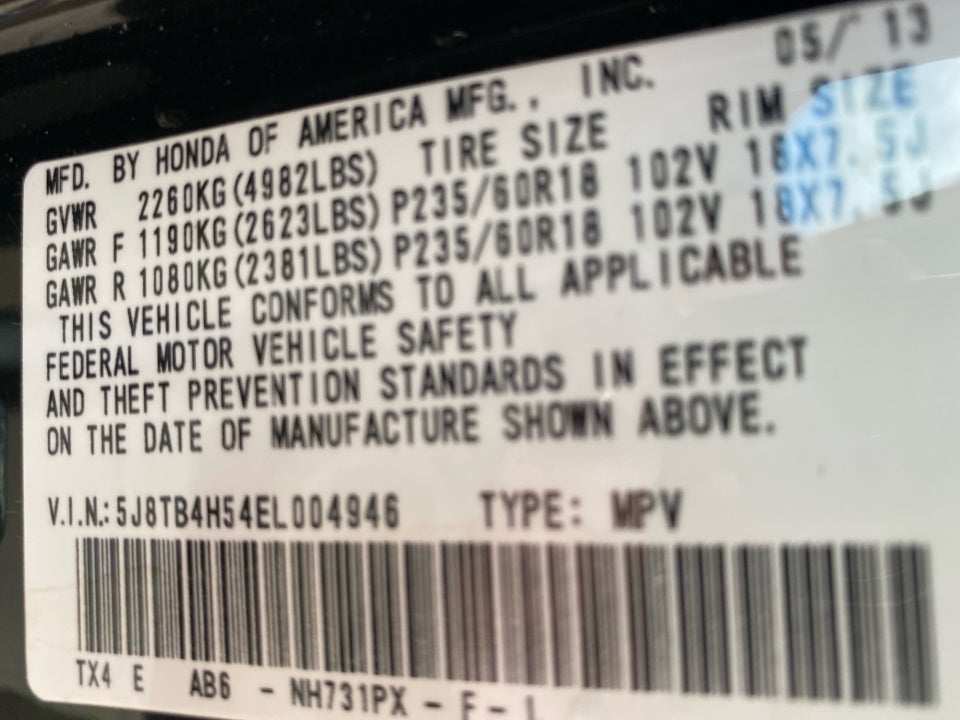 MFD. BY HONDA OF AMERICA MFG., INC. 05/ 13
GVWR 2260KG(4982LBS) TIRE SIZE RIM SIZE
GAWR F 1190KG(2623LBS) P235/60R18 102V 18X7.5J
GAWR R 1080KG(2381LBS) P235/60R18 102V 18X7.5J
THIS VEHICLE CONFORMS TO ALL APPLICABLE
FEDERAL MOTOR VEHICLE SAFETY
AND THEFT PREVENTION STANDARDS IN EFFECT
ON THE DATE OF MANUFACTURE SHOWN ABOVE.
V.I.N.: 5J8TB4H54EL004946 TYPE: MPV
TX4 E AB6 - NH731PX - F -